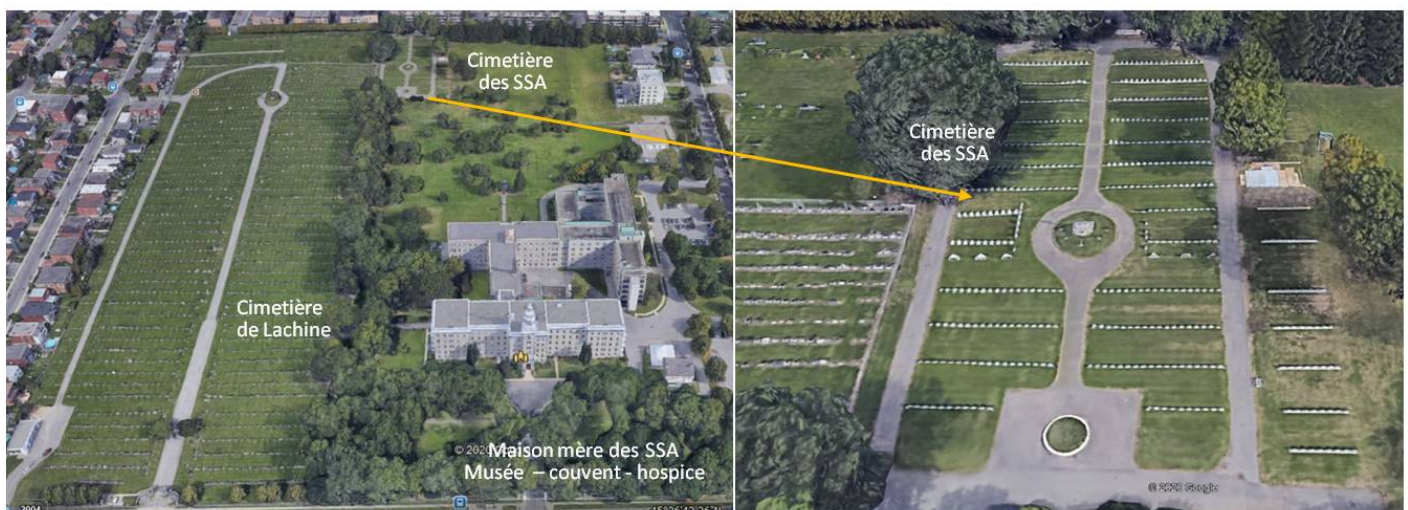 Cimetière
des SSA
Cimetière
de Lachine
Maison mère des SSA
Musée – couvent - hospice
Cimetière
des SSA
© 2020 Google